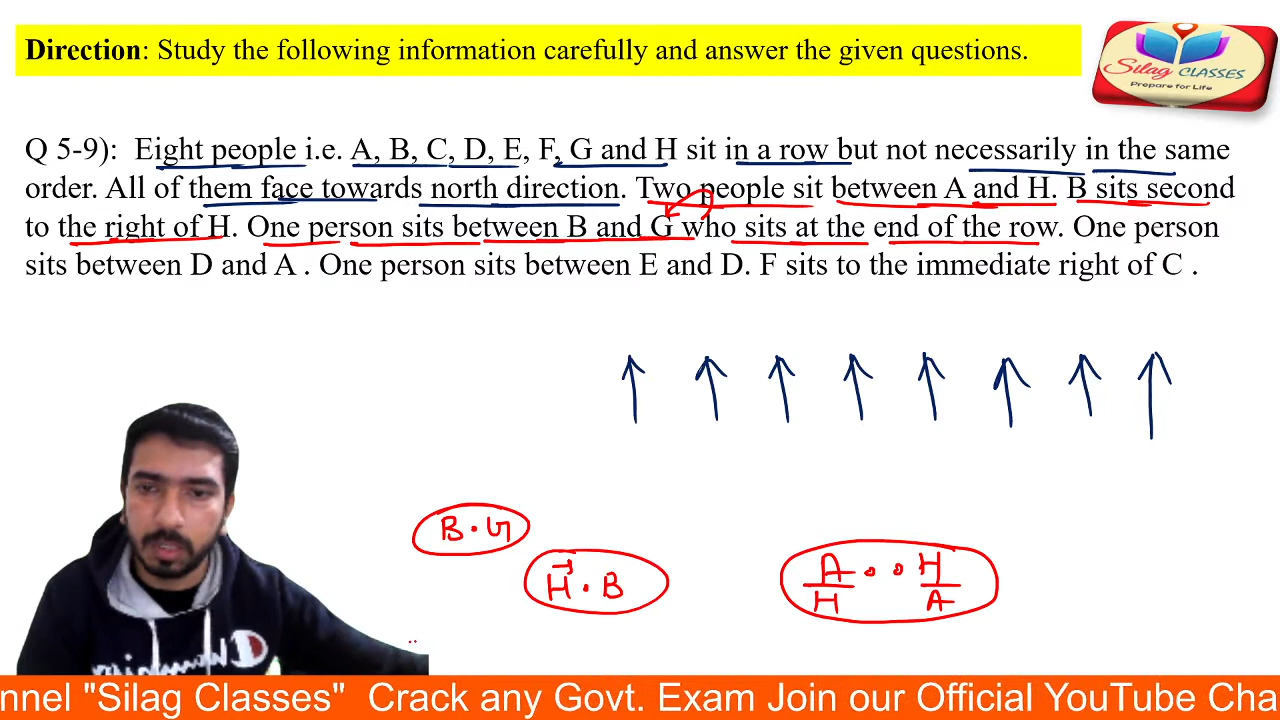 Direction: Study the following information carefully and answer the given questions.
Silag CLASSES
Prepare for Life
Q 5-9): Eight people i.e. A, B, C, D, E, F, G and H sit in a row but not necessarily in the same
order. All of them face towards north direction. Two people sit between A and H. B sits second
to the right of H. One person sits between B and G who sits at the end of the row. One person
sits between D and A . One person sits between E and D. F sits to the immediate right of C .
B . G
H . B
A H
H A
nnel "Silag Classes" Crack any Govt. Exam Join our Official YouTube Cha